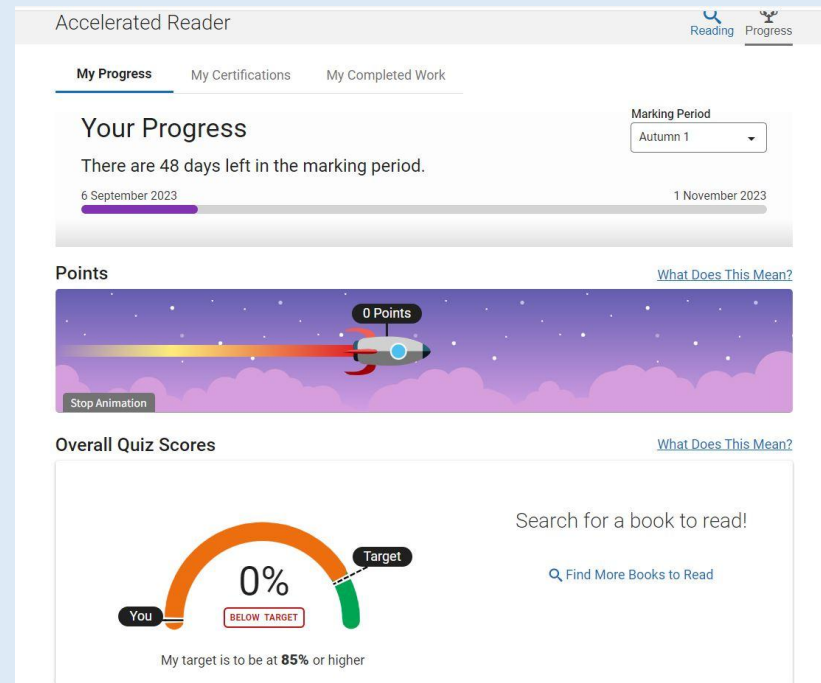 Accelerated Reader
Reading Progress
My Progress My Certifications My Completed Work
Your Progress
Marking Period
Autumn 1
There are 48 days left in the marking period.
6 September 2023 1 November 2023
Points What Does This Mean?
0 Points
Stop Animation
Overall Quiz Scores What Does This Mean?
Search for a book to read!
Target
0% Find More Books to Read
You BELOW TARGET
My target is to be at 85% or higher